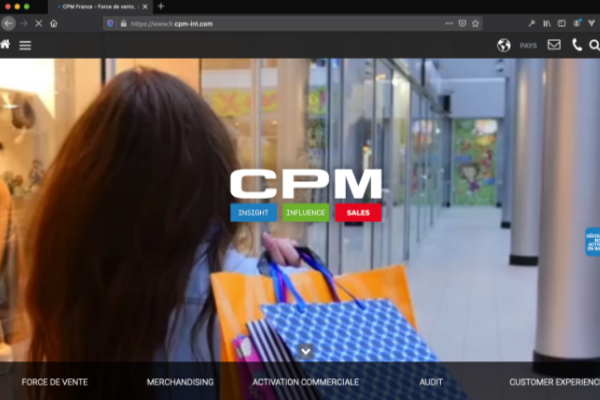 CPM France - Force de vente,
https://www.fr.cpm-int.com
PAYS
CPM
INSIGHT INFLUENCE SALES
FORCE DE VENTE MERCHANDISING ACTIVATION COMMERCIALE AUDIT CUSTOMER EXPERIENC